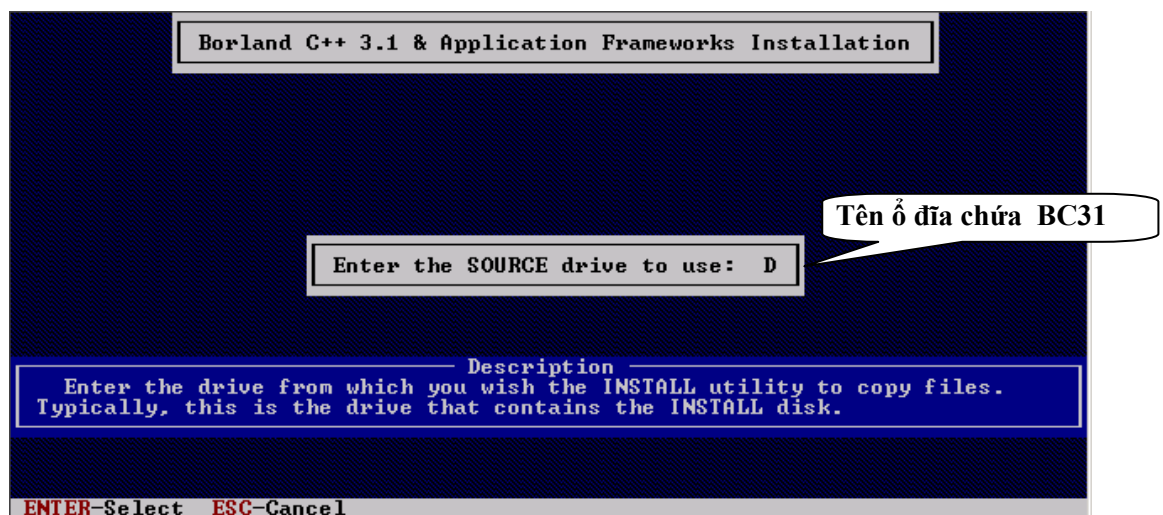 Borland C++ 3.1 & Application Frameworks Installation
Tên ổ đĩa chứa BC31
Enter the SOURCE drive to use: D
Description
Enter the drive from which you wish the INSTALL utility to copy files.
Typically, this is the drive that contains the INSTALL disk.
ENTER-Select ESC-Cancel